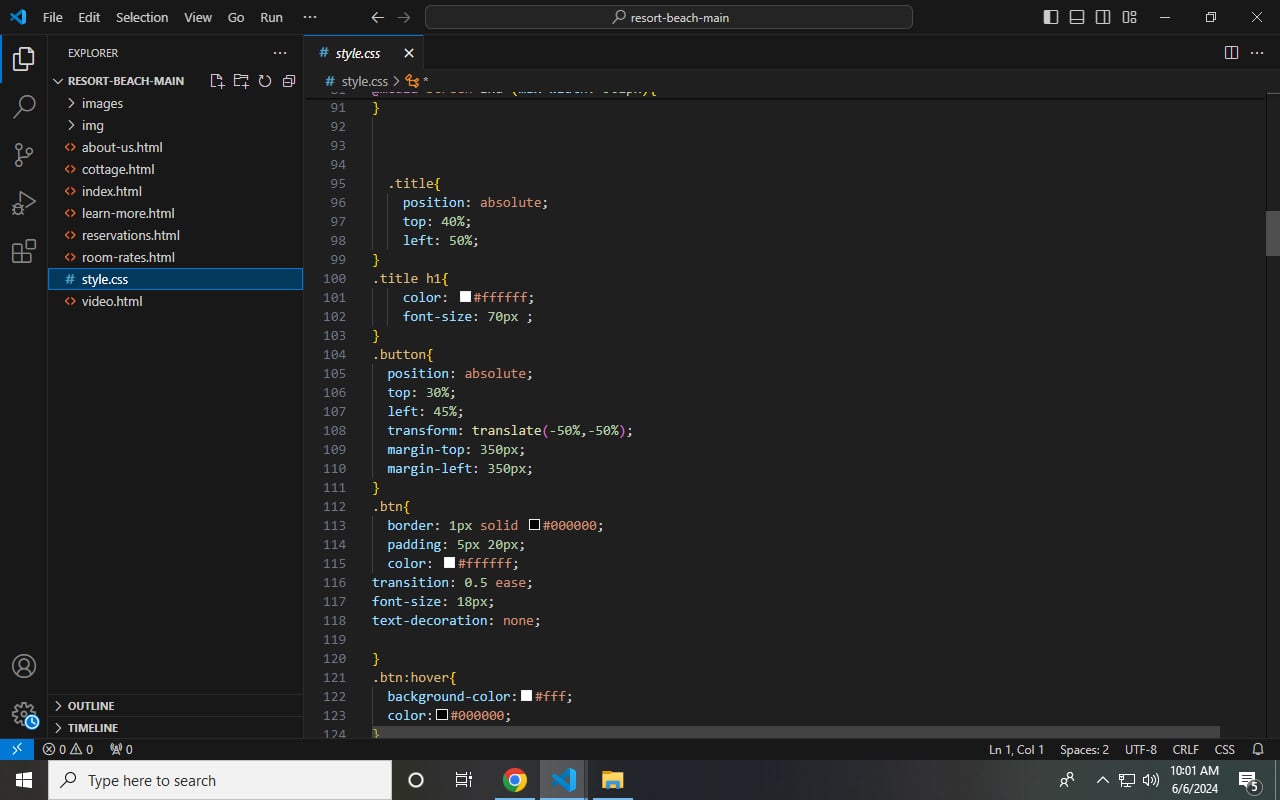 File Edit Selection View Go Run ···
resort-beach-main
EXPLORER ···
RESORT-BEACH-MAIN
images
img
about-us.html
cottage.html
index.html
learn-more.html
reservations.html
room-rates.html
# style.css
video.html
OUTLINE
TIMELINE
# style.css
# style.css > *
91 }
92
93
94
95 .title{
96 position: absolute;
97 top: 40%;
98 left: 50%;
99 }
100 .title h1{
101 color: #ffffff;
102 font-size: 70px ;
103 }
104 .button{
105 position: absolute;
106 top: 30%;
107 left: 45%;
108 transform: translate(-50%,-50%);
109 margin-top: 350px;
110 margin-left: 350px;
111 }
112 .btn{
113 border: 1px solid #000000;
114 padding: 5px 20px;
115 color: #ffffff;
116 transition: 0.5 ease;
117 font-size: 18px;
118 text-decoration: none;
119
120 }
121 .btn:hover{
122 background-color:#fff;
123 color:#000000;
124 }
0 0 0 Ln 1, Col 1 Spaces: 2 UTF-8 CRLF CSS
Type here to search
10:01 AM
6/6/2024
5